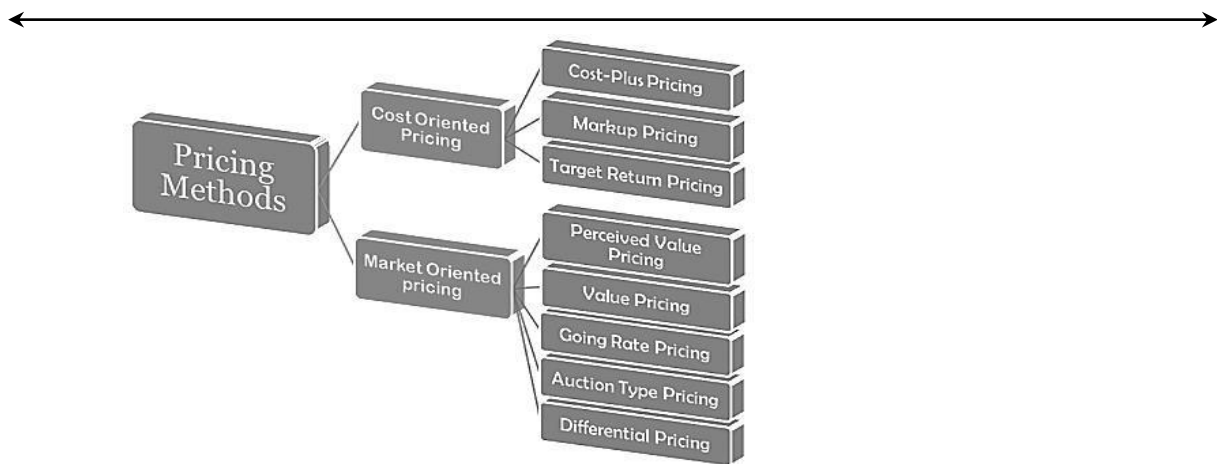 Pricing
Methods
Cost Oriented
Pricing
Cost-Plus Pricing
Markup Pricing
Target Return Pricing
Market Oriented
pricing
Perceived Value
Pricing
Value Pricing
Going Rate Pricing
Auction Type Pricing
Differential Pricing